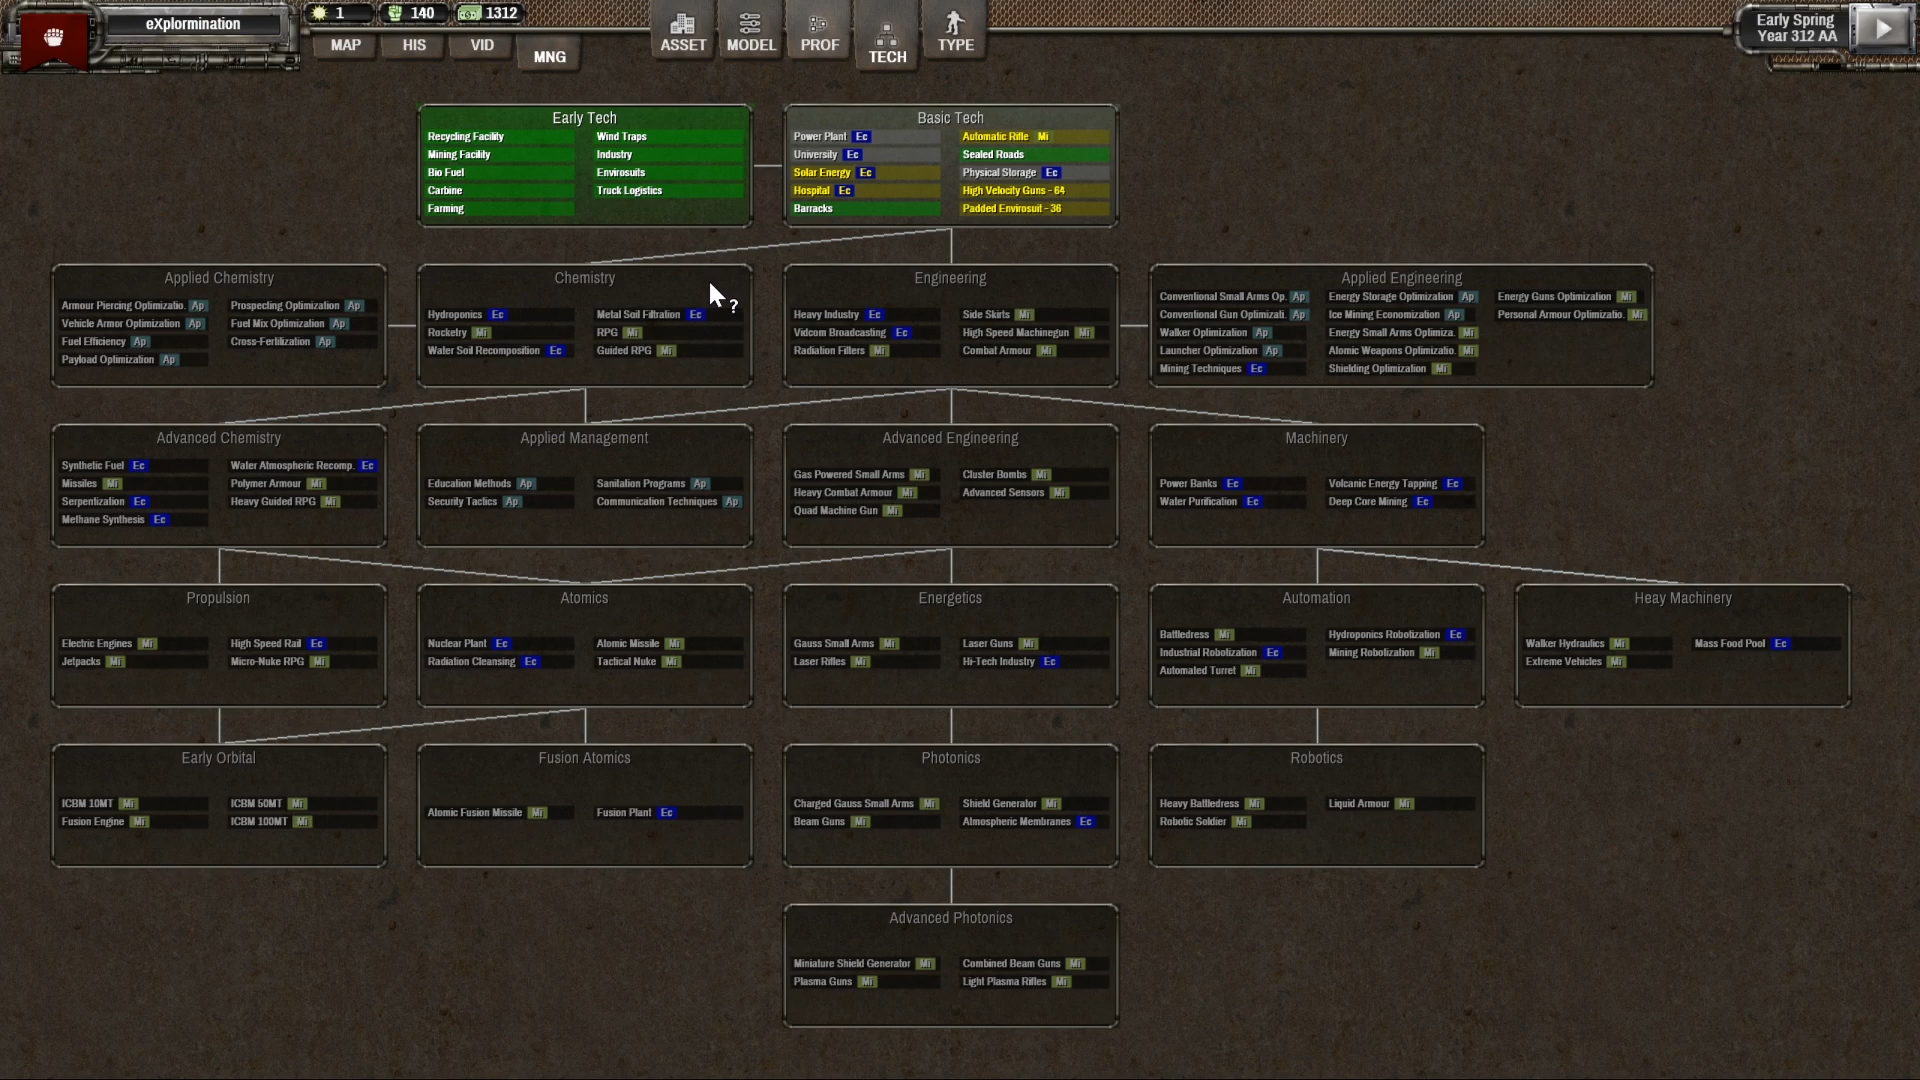 eXplormination
1
140
1312
MAP
HIS
VID
MNG
ASSET
MODEL
PROF
TECH
TYPE
Early Spring
Year 312 AA
Early Tech
Recycling Facility
Wind Traps
Mining Facility
Industry
Bio Fuel
Envirosuits
Carbine
Truck Logistics
Farming
Basic Tech
Power Plant Ec
Automatic Rifle Mi
University Ec
Sealed Roads
Solar Energy Ec
Physical Storage Ec
Hospital Ec
High Velocity Guns - 64
Barracks
Padded Envirosuit - 36
Applied Chemistry
Armour Piercing Optimizatio. Ap
Prospecting Optimization Ap
Vehicle Armor Optimization Ap
Fuel Mix Optimization Ap
Fuel Efficiency Ap
Cross-Fertilization Ap
Payload Optimization Ap
Chemistry
Hydroponics Ec
Metal Soil Filtration Ec
Rocketry Mi
RPG Mi
Water Soil Recomposition Ec
Guided RPG Mi
?
Engineering
Heavy Industry Ec
Side Skirts Mi
Vidcom Broadcasting Ec
High Speed Machinegun Mi
Radiation Filters Mi
Combat Armour Mi
Applied Engineering
Conventional Small Arms Op. Ap
Energy Storage Optimization Ap
Energy Guns Optimization Mi
Conventional Gun Optimizati. Ap
Ice Mining Economization Ap
Personal Armour Optimizatio. Mi
Walker Optimization Ap
Energy Small Arms Optimiza. Mi
Launcher Optimization Ap
Atomic Weapons Optimizatio. Mi
Mining Techniques Ec
Shielding Optimization Mi
Advanced Chemistry
Synthetic Fuel Ec
Water Atmospheric Recomp. Ec
Missiles Mi
Polymer Armour Mi
Serpentization Ec
Heavy Guided RPG Mi
Methane Synthesis Ec
Applied Management
Education Methods Ap
Sanitation Programs Ap
Security Tactics Ap
Communication Techniques Ap
Advanced Engineering
Gas Powered Small Arms Mi
Cluster Bombs Mi
Heavy Combat Armour Mi
Advanced Sensors Mi
Quad Machine Gun Mi
Machinery
Power Banks Ec
Volcanic Energy Tapping Ec
Water Purification Ec
Deep Core Mining Ec
Propulsion
Electric Engines Mi
High Speed Rail Ec
Jetpacks Mi
Micro-Nuke RPG Mi
Atomics
Nuclear Plant Ec
Atomic Missile Mi
Radiation Cleansing Ec
Tactical Nuke Mi
Energetics
Gauss Small Arms Mi
Laser Guns Mi
Laser Rifles Mi
Hi-Tech Industry Ec
Automation
Battledress Mi
Hydroponics Robotization Ec
Industrial Robotization Ec
Mining Robotization Mi
Automated Turret Mi
Heay Machinery
Walker Hydraulics Mi
Mass Food Pool Ec
Extreme Vehicles Mi
Early Orbital
ICBM 10MT Mi
ICBM 50MT Mi
Fusion Engine Mi
ICBM 100MT Mi
Fusion Atomics
Atomic Fusion Missile Mi
Fusion Plant Ec
Photonics
Charged Gauss Small Arms Mi
Shield Generator Mi
Beam Guns Mi
Atmospheric Membranes Ec
Robotics
Heavy Battledress Mi
Liquid Armour Mi
Robotic Soldier Mi
Advanced Photonics
Miniature Shield Generator Mi
Combined Beam Guns Mi
Plasma Guns Mi
Light Plasma Rifles Mi